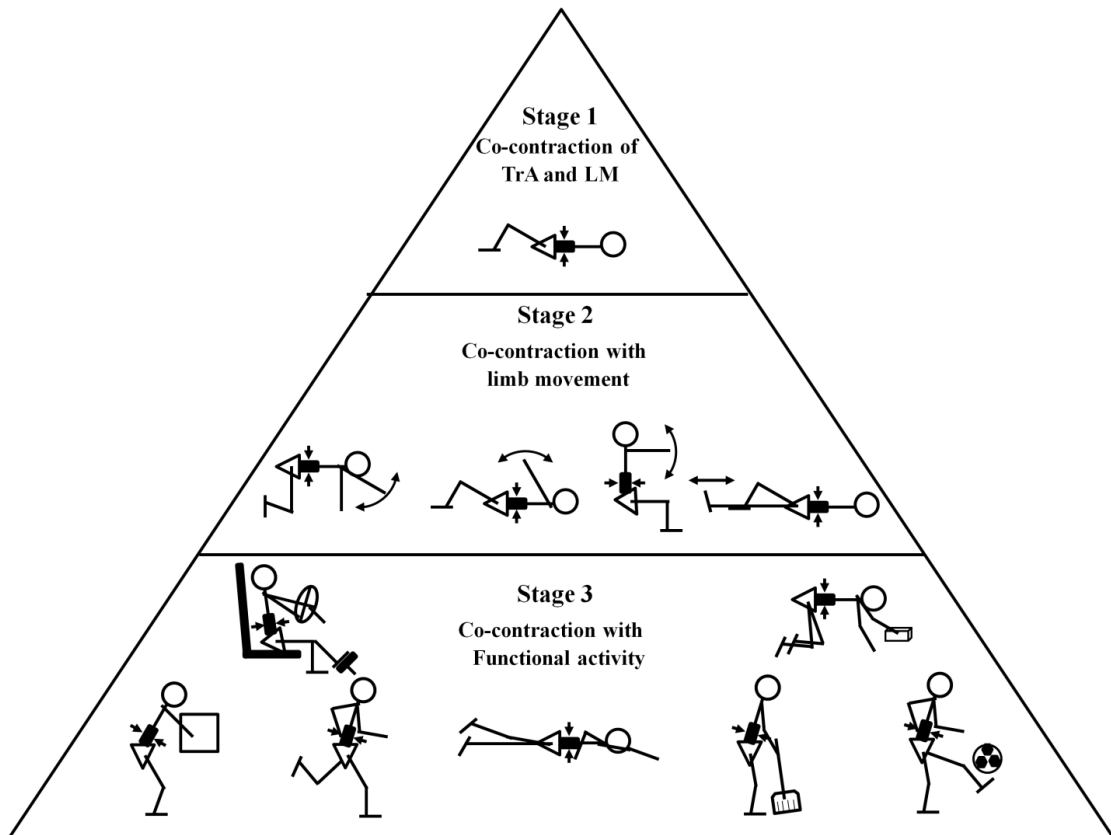 Stage 1
Co-contraction of
TrA and LM
Stage 2
Co-contraction with
limb movement
Stage 3
Co-contraction with
Functional activity